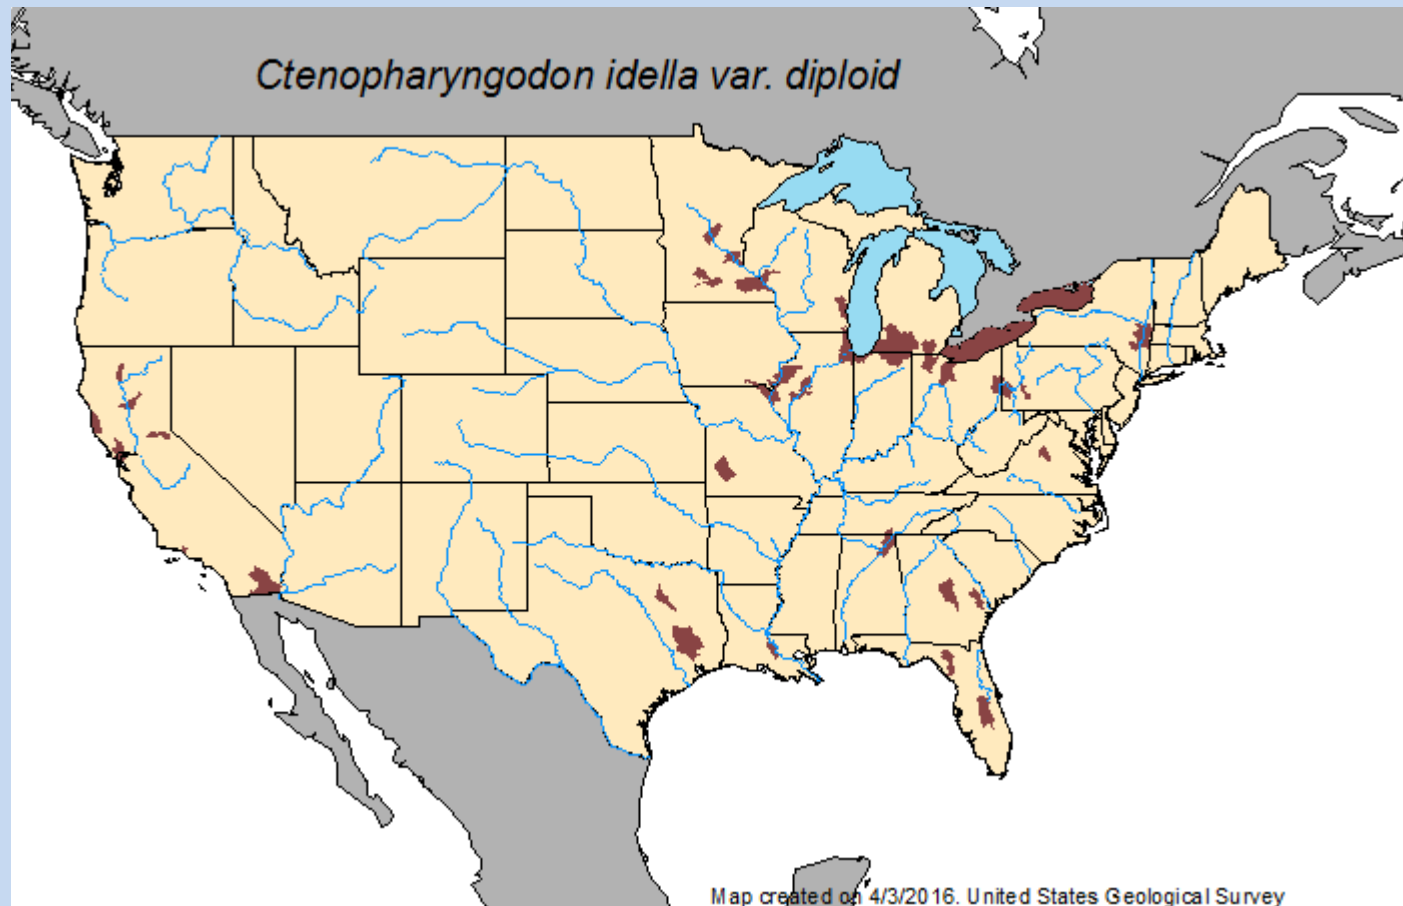 Ctenopharyngodon idella var. diploid
Map created on 4/3/2016. United States Geological Survey